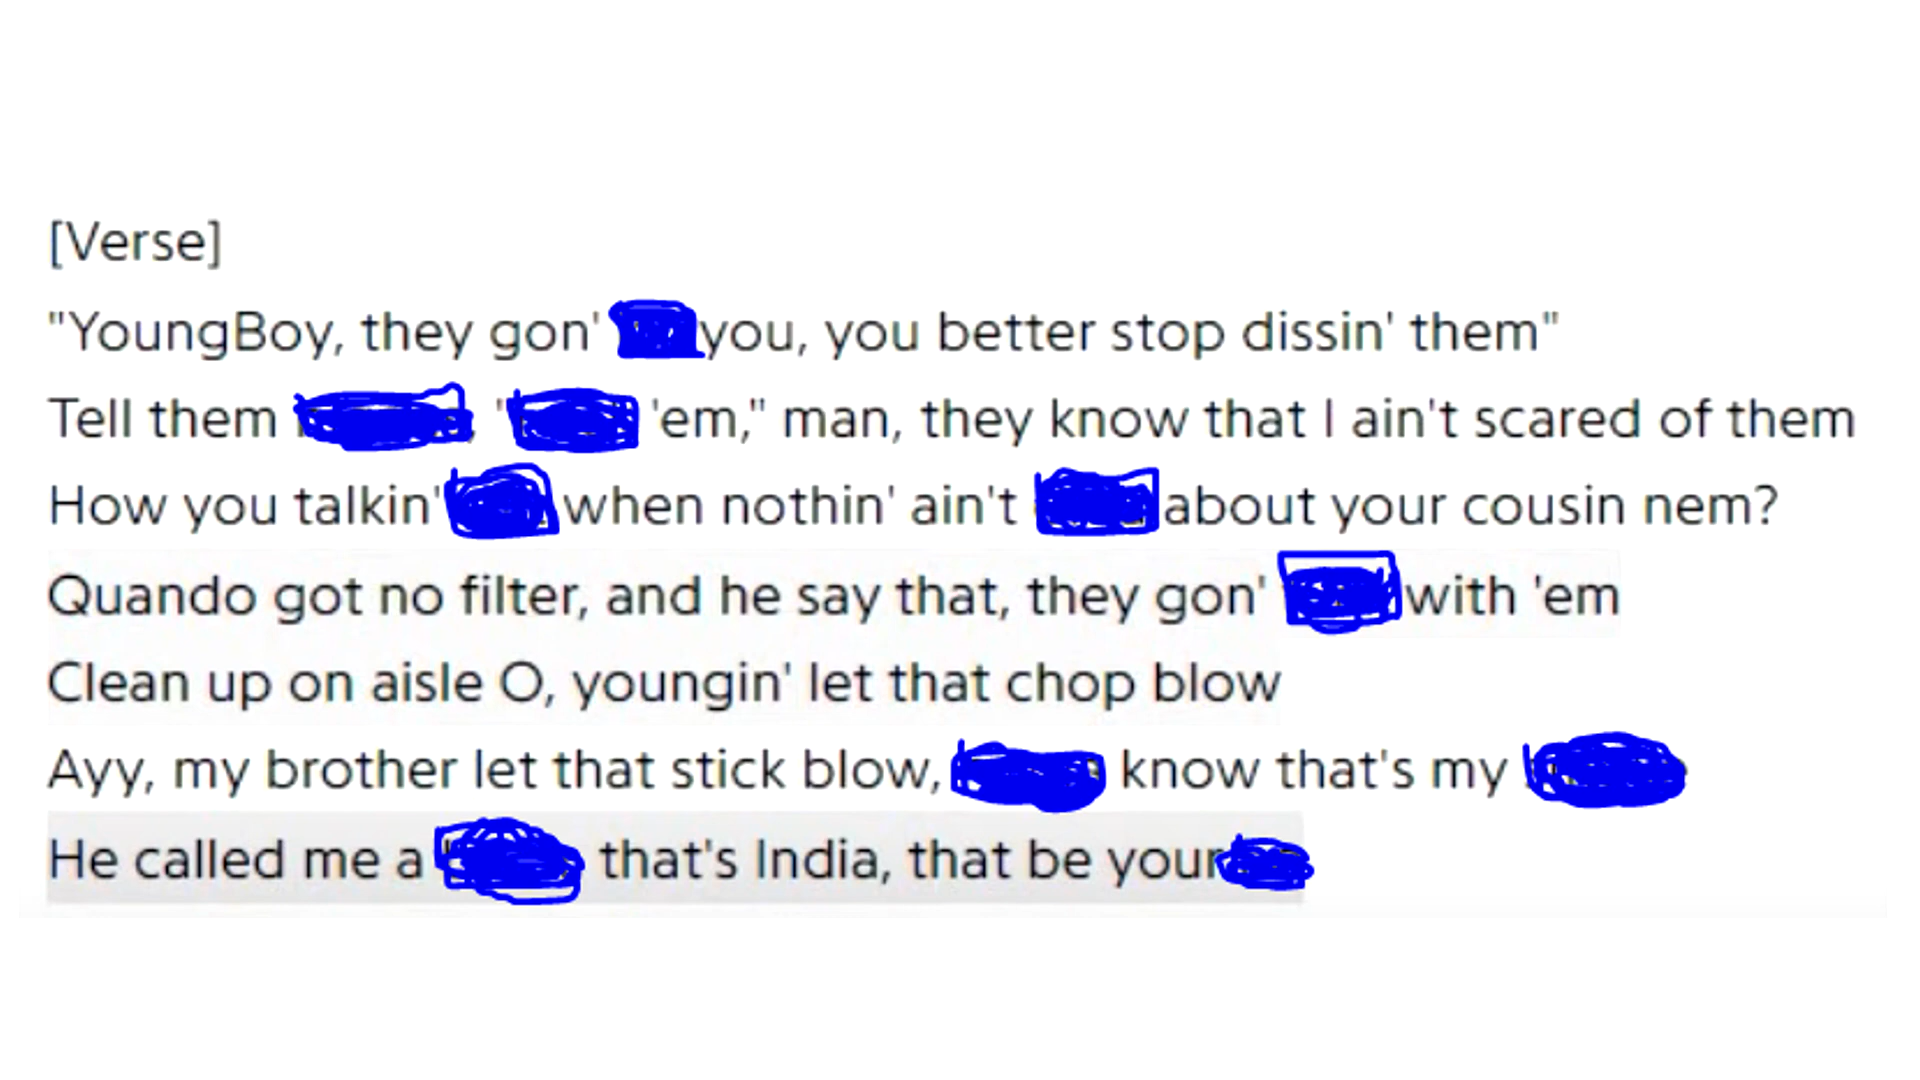 [Verse]
"YoungBoy, they gon' you, you better stop dissin' them"
Tell them , " 'em," man, they know that I ain't scared of them
How you talkin' when nothin' ain't about your cousin nem?
Quando got no filter, and he say that, they gon' with 'em
Clean up on aisle O, youngin' let that chop blow
Ayy, my brother let that stick blow, know that's my
He called me a that's India, that be your